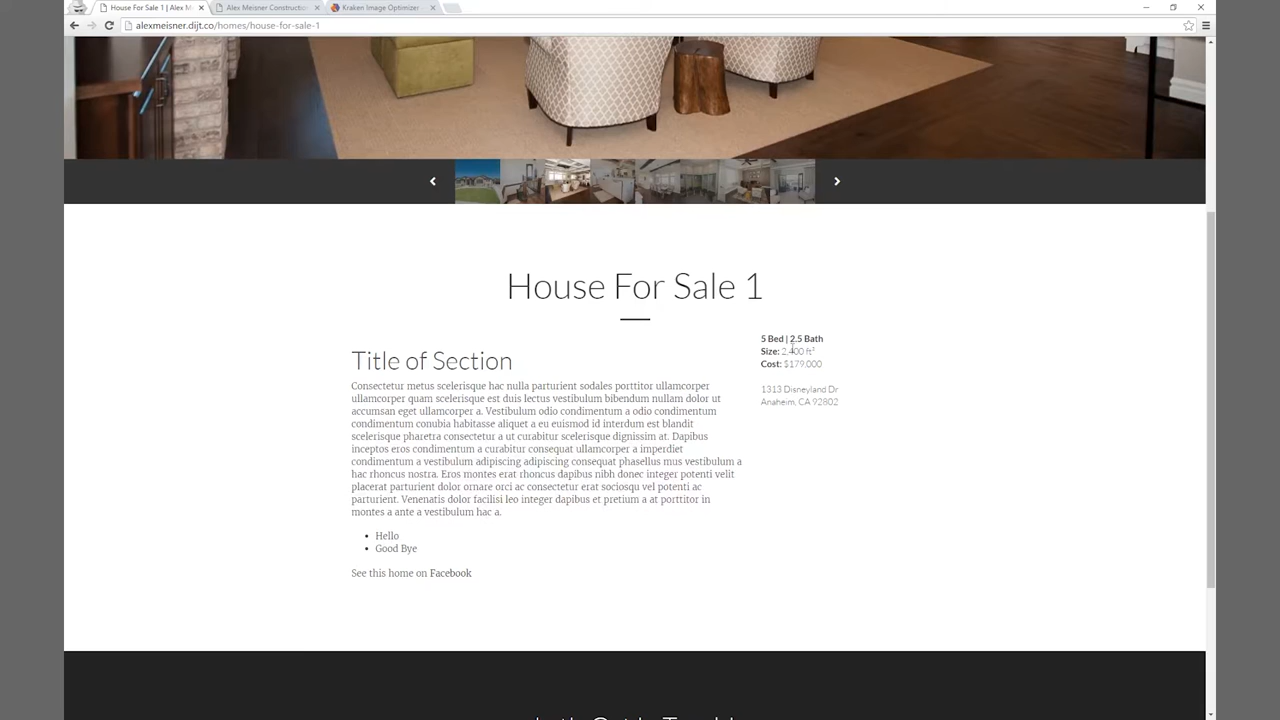 House For Sale 1 | Alex M
Alex Meisner Constructio
Kraken Image Optimizer
alexmeisner.dijt.co/homes/house-for-sale-1
House For Sale 1
Title of Section
Consectetur metus scelerisque hac nulla parturient sodales porttitor ullamcorper
ullamcorper quam scelerisque est duis lectus vestibulum bibendum nullam dolor ut
accumsan eget ullamcorper a. Vestibulum odio condimentum a odio condimentum
condimentum conubia habitasse aliquet a eu euismod id interdum est blandit
scelerisque pharetra consectetur a ut curabitur scelerisque dignissim at. Dapibus
inceptos eros condimentum a curabitur consequat ullamcorper a imperdiet
condimentum a vestibulum adipiscing adipiscing consequat phasellus mus vestibulum a
hac rhoncus nostra. Eros montes erat rhoncus dapibus nibh donec integer potenti velit
placerat parturient dolor ornare orci ac consectetur erat sociosqu vel potenti ac
parturient. Venenatis dolor facilisi leo integer dapibus et pretium a at porttitor in
montes a ante a vestibulum hac a.
• Hello
• Good Bye
See this home on Facebook
5 Bed | 2.5 Bath
Size: 2,400 ft²
Cost: $179,000
1313 Disneyland Dr
Anaheim, CA 92802